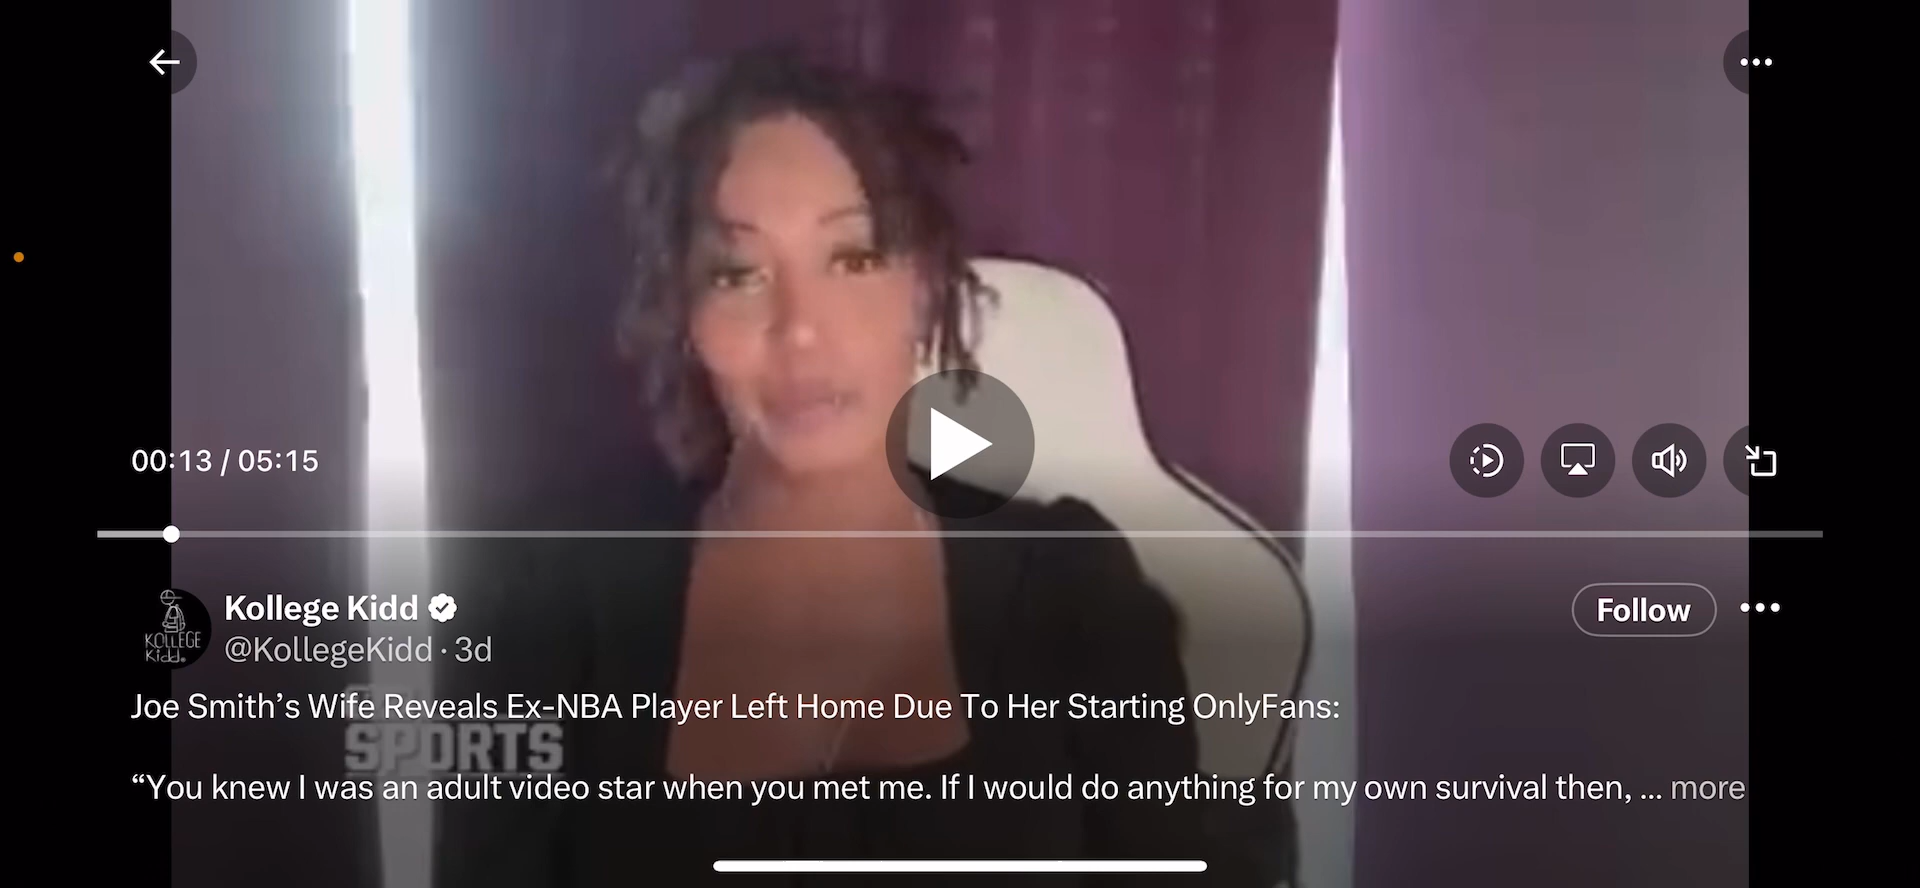 00:13 / 05:15
KOLLEGE
Kidd.
Kollege Kidd
@KollegeKidd · 3d
Follow
Joe Smith’s Wife Reveals Ex-NBA Player Left Home Due To Her Starting OnlyFans:
SPORTS
“You knew I was an adult video star when you met me. If I would do anything for my own survival then, ... more